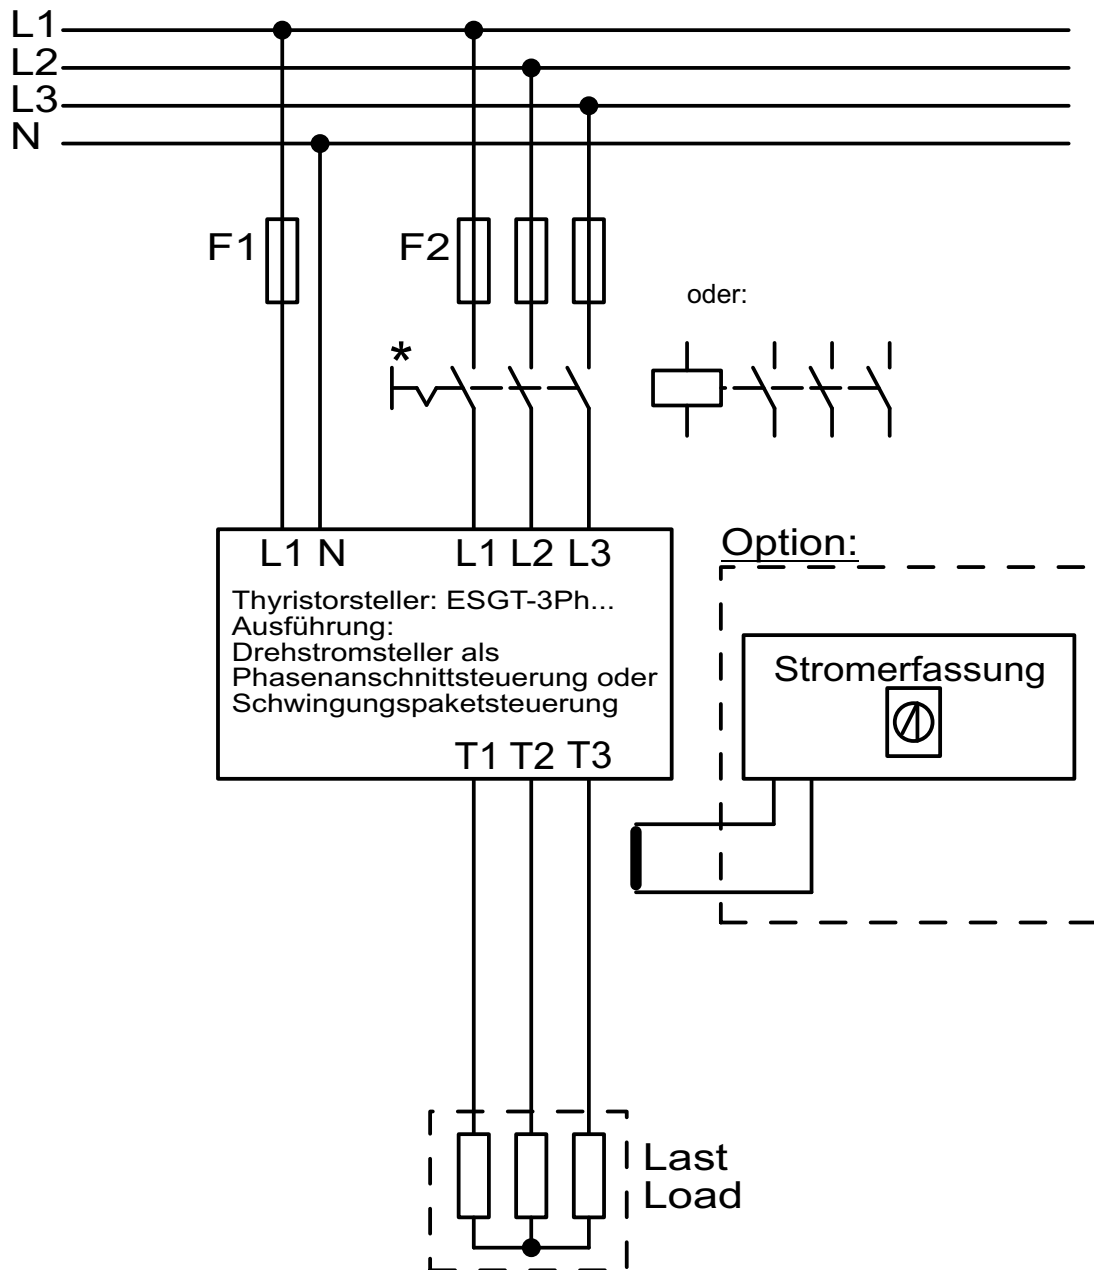 L1
L2
L3
N
F1
F2
oder:
*
L1 N L1 L2 L3
Option:
Thyristorsteller: ESGT-3Ph...
Ausführung:
Drehstromsteller als
Phasenanschnittsteuerung oder
Schwingungspaketsteuerung
T1 T2 T3
Stromerfassung
Last
Load